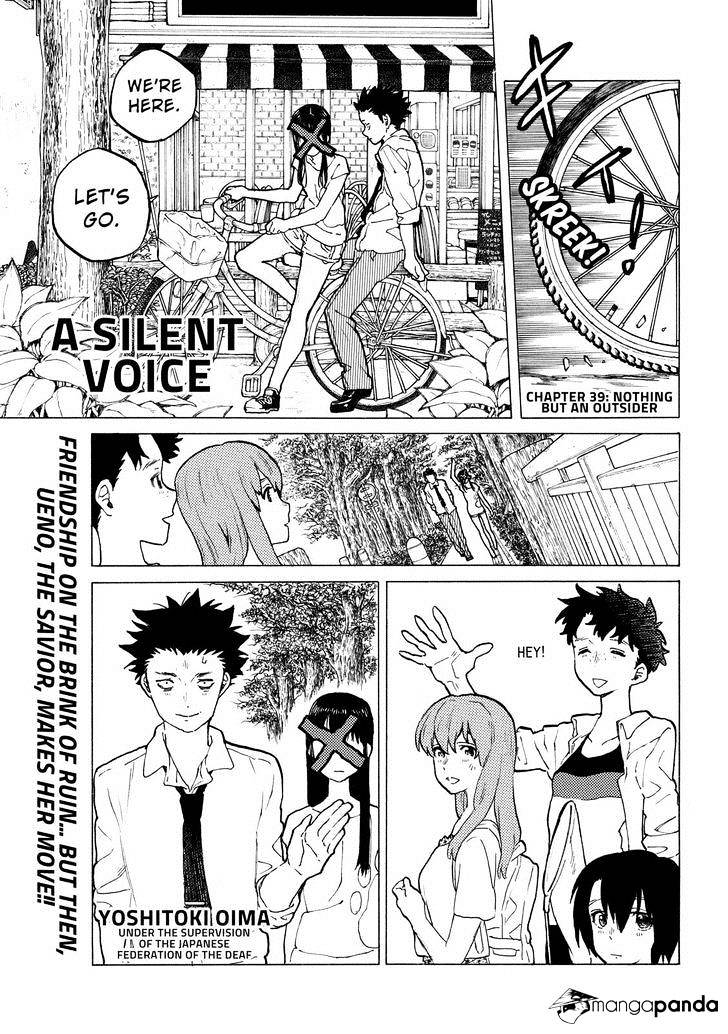 SKREEK!
CHAPTER 39: NOTHING
BUT AN OUTSIDER
WE'RE
HERE.
LET'S
GO.
A SILENT
VOICE
FRIENDSHIP ON THE BRINK OF RUIN... BUT THEN,
UENO, THE SAVIOR, MAKES HER MOVE!!
HEY!
YOSHITOKI OIMA
UNDER THE SUPERVISION
OF THE JAPANESE
FEDERATION OF THE DEAF
mangapanda